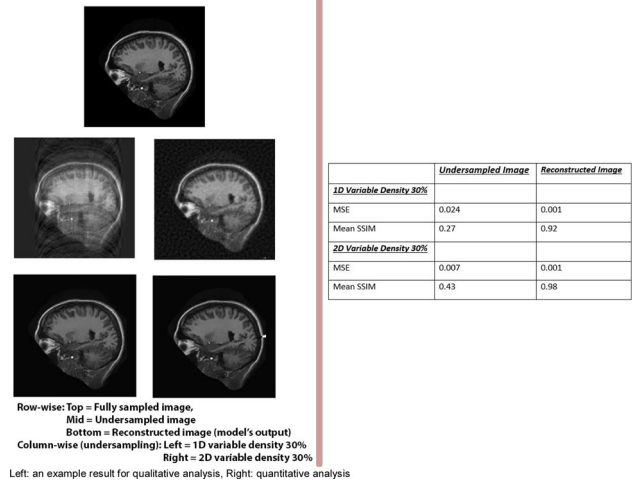 Row-wise: Top = Fully sampled image,
Mid = Undersampled image
Bottom = Reconstructed image (model's output)
Column-wise (undersampling): Left = 1D variable density 30%
Right = 2D variable density 30%
Undersampled Image Reconstructed Image
1D Variable Density 30%
MSE 0.024 0.001
Mean SSIM 0.27 0.92
2D Variable Density 30%
MSE 0.007 0.001
Mean SSIM 0.43 0.98
Left: an example result for qualitative analysis, Right: quantitative analysis